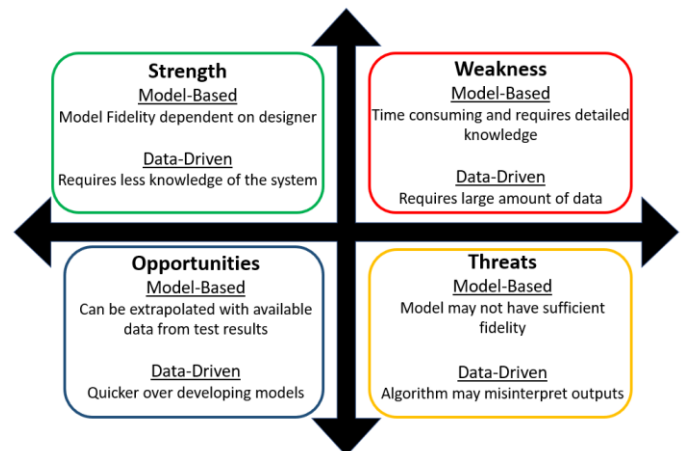 Strength
Model-Based
Model Fidelity dependent on designer
Data-Driven
Requires less knowledge of the system
Weakness
Model-Based
Time consuming and requires detailed
knowledge
Data-Driven
Requires large amount of data
Opportunities
Model-Based
Can be extrapolated with available
data from test results
Data-Driven
Quicker over developing models
Threats
Model-Based
Model may not have sufficient
fidelity
Data-Driven
Algorithm may misinterpret outputs